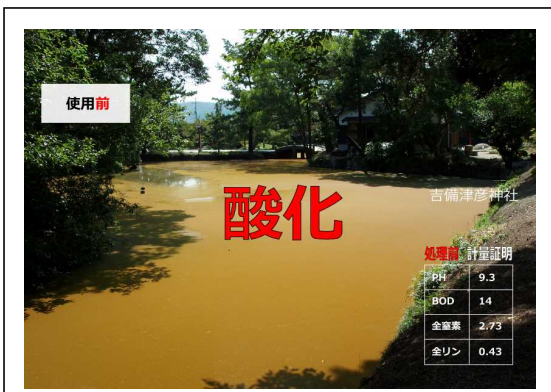 使用前
酸化
吉備津彦神社
処理前 計量証明
PH 9.3
BOD 14
全窒素 2.73
全リン 0.43